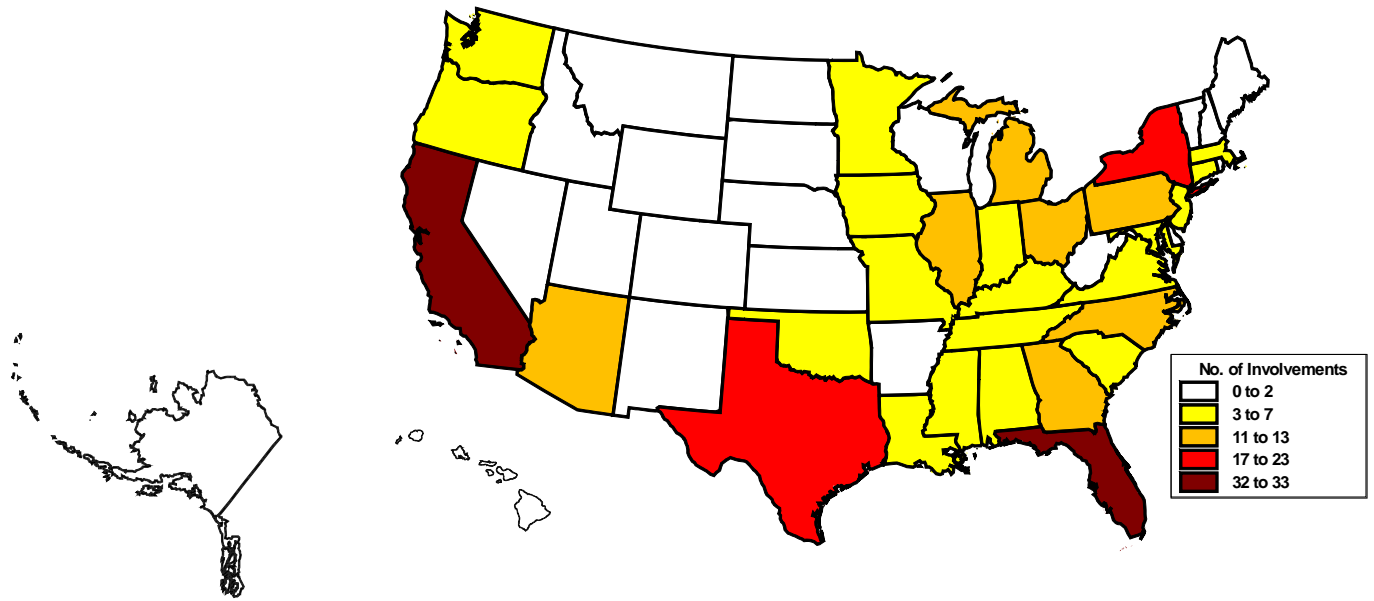 No. of Involvements
0 to 2
3 to 7
11 to 13
17 to 23
32 to 33